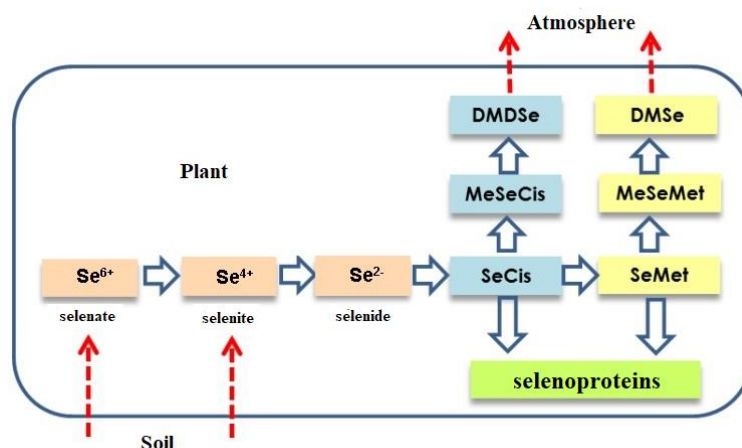 Atmosphere
DMDSe DMSe
Plant
MeSeCis MeSeMet
Se⁶⁺ Se⁴⁺ Se²⁻ SeCis SeMet
selenate selenite selenide
selenoproteins
Soil